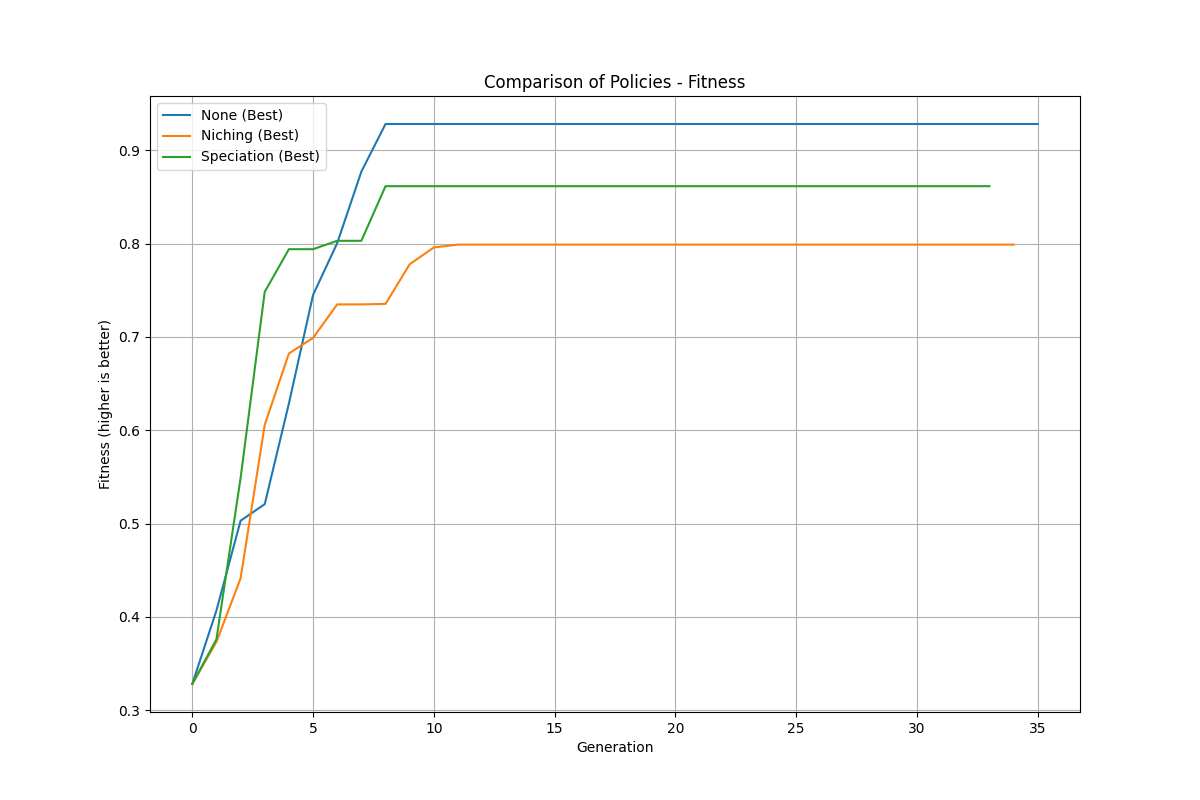 Comparison of Policies - Fitness
None (Best)
Niching (Best)
Speciation (Best)
Fitness (higher is better)
0.9
0.8
0.7
0.6
0.5
0.4
0.3
0 5 10 15 20 25 30 35
Generation